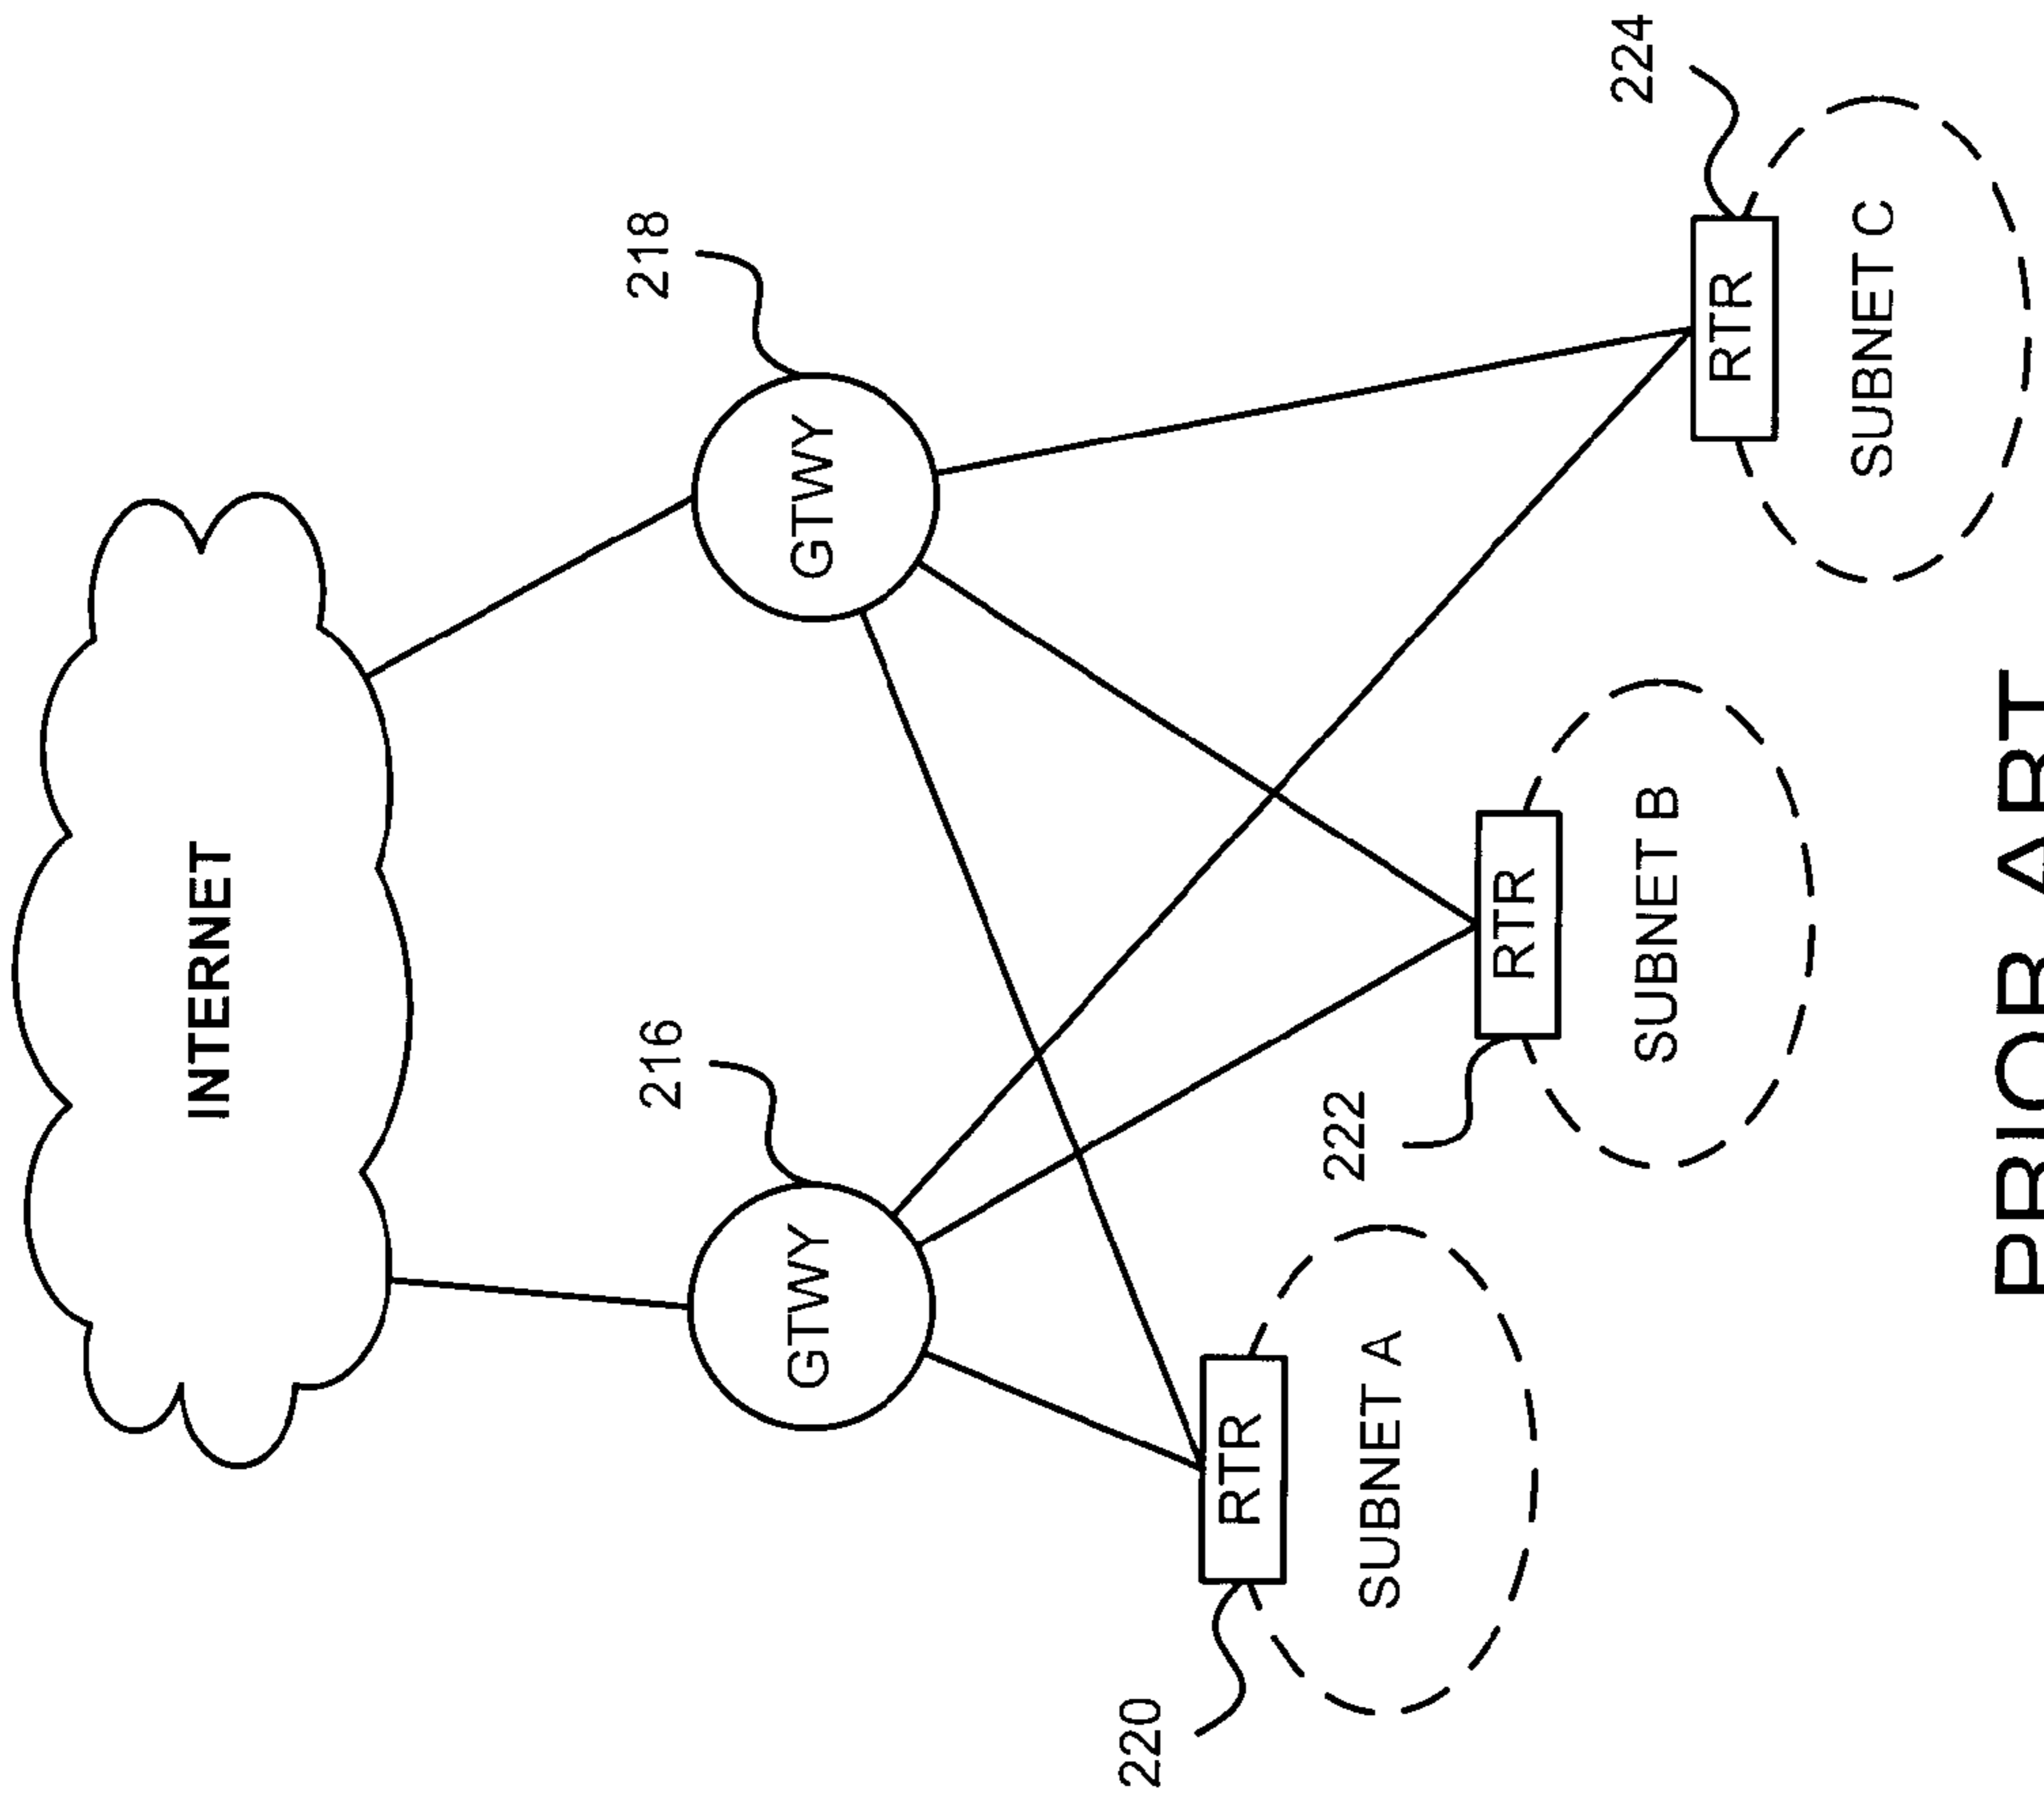 INTERNET
216
218
GTWY
GTWY
220
RTR
SUBNET A
222
RTR
SUBNET B
224
RTR
SUBNET C
PRIOR ART